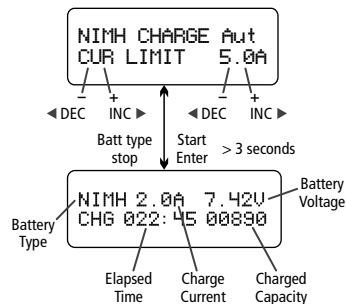 NIMH CHARGE Aut
CUR LIMIT 5.0A
− + − +
◀ DEC INC ▶ ◀ DEC INC ▶
Batt type stop
Start Enter
> 3 seconds
NIMH 2.0A 7.42V
CHG 022:45 00890
Battery Type
Battery Voltage
Elapsed Time
Charge Current
Charged Capacity